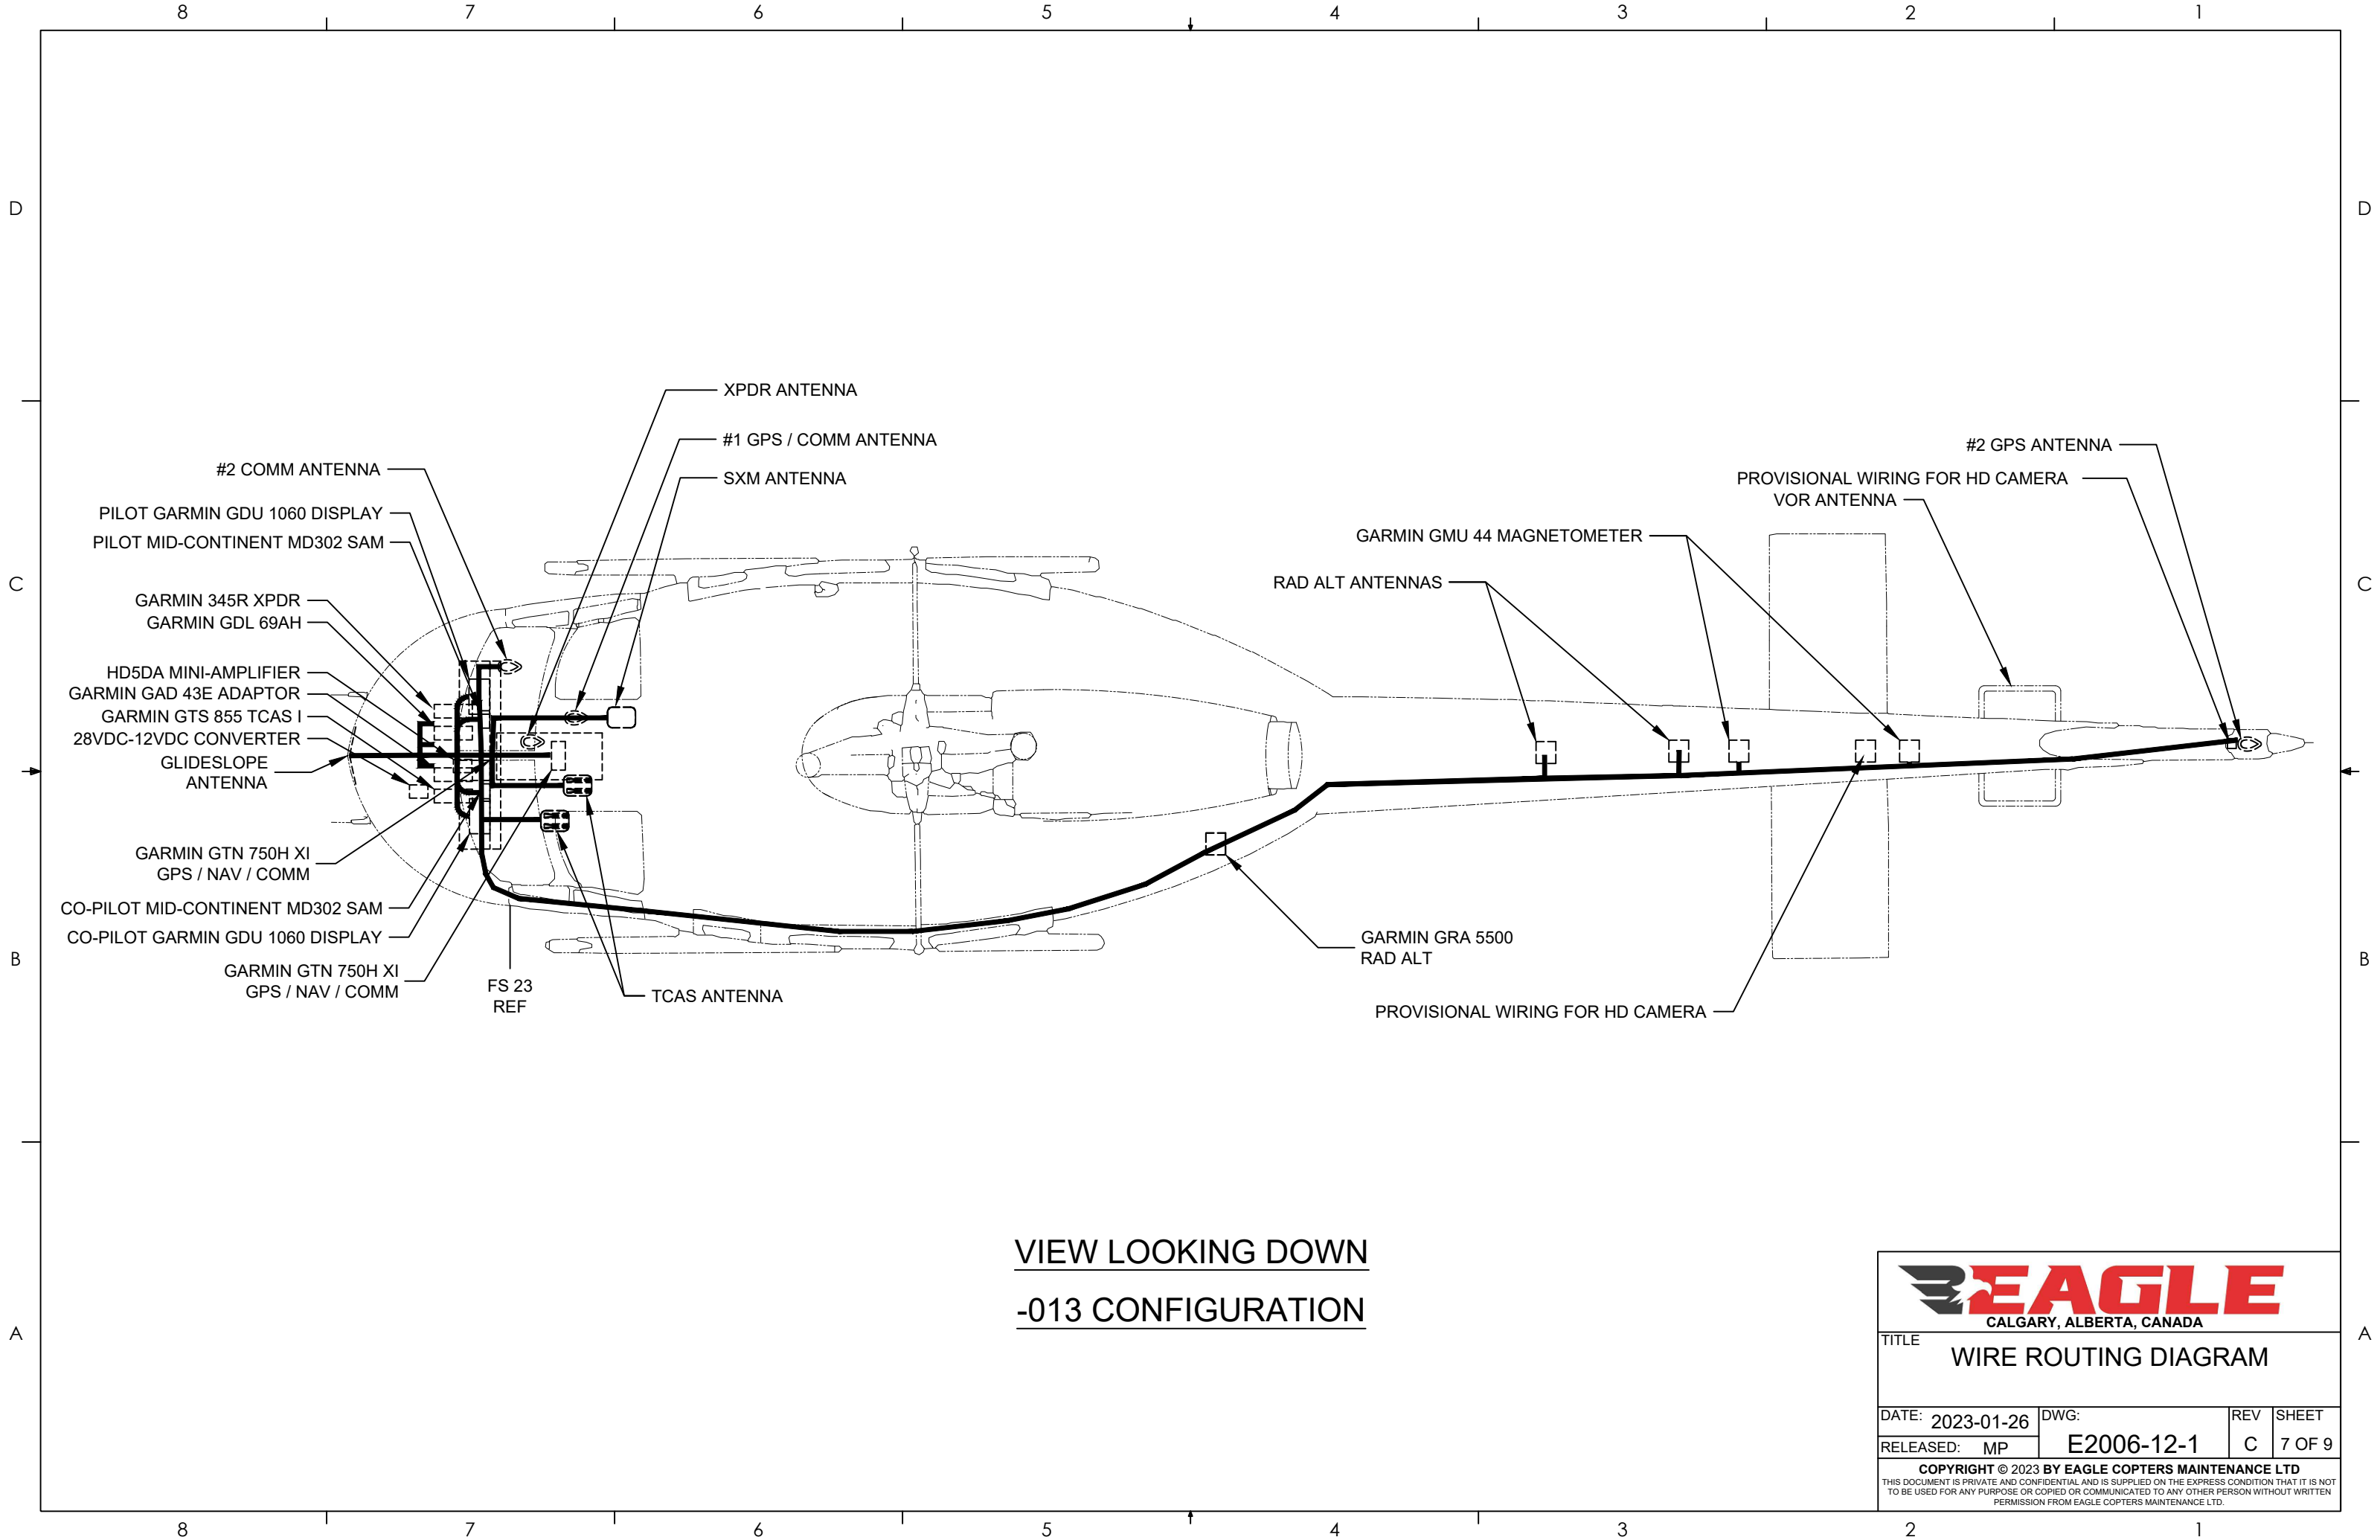 8 7 6 5 4 3 2 1
D D
XPDR ANTENNA
#1 GPS / COMM ANTENNA
SXM ANTENNA
#2 COMM ANTENNA
PILOT GARMIN GDU 1060 DISPLAY
PILOT MID-CONTINENT MD302 SAM
GARMIN 345R XPDR
GARMIN GDL 69AH
HD5DA MINI-AMPLIFIER
GARMIN GAD 43E ADAPTOR
GARMIN GTS 855 TCAS I
28VDC-12VDC CONVERTER
GLIDESLOPE
ANTENNA
GARMIN GTN 750H XI
GPS / NAV / COMM
CO-PILOT MID-CONTINENT MD302 SAM
CO-PILOT GARMIN GDU 1060 DISPLAY
GARMIN GTN 750H XI
GPS / NAV / COMM
FS 23
REF
TCAS ANTENNA
#2 GPS ANTENNA
PROVISIONAL WIRING FOR HD CAMERA
VOR ANTENNA
GARMIN GMU 44 MAGNETOMETER
RAD ALT ANTENNAS
GARMIN GRA 5500
RAD ALT
PROVISIONAL WIRING FOR HD CAMERA
C C
B B
VIEW LOOKING DOWN
-013 CONFIGURATION
A A
EAGLE
CALGARY, ALBERTA, CANADA
TITLE
WIRE ROUTING DIAGRAM
DATE: 2023-01-26
RELEASED: MP
DWG:
E2006-12-1
REV
C
SHEET
7 OF 9
COPYRIGHT © 2023 BY EAGLE COPTERS MAINTENANCE LTD
THIS DOCUMENT IS PRIVATE AND CONFIDENTIAL AND IS SUPPLIED ON THE EXPRESS CONDITION THAT IT IS NOT
TO BE USED FOR ANY PURPOSE OR COPIED OR COMMUNICATED TO ANY OTHER PERSON WITHOUT WRITTEN
PERMISSION FROM EAGLE COPTERS MAINTENANCE LTD.
8 7 6 5 4 3 2 1